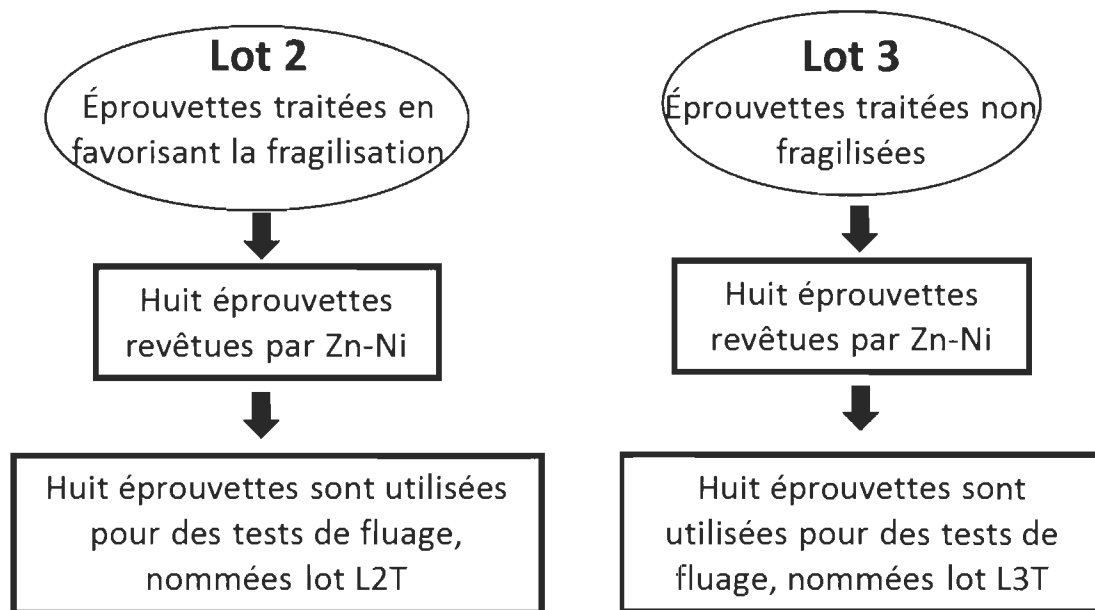 Lot 2
Éprouvettes traitées en
favorisant la fragilisation
Huit éprouvettes
revêtues par Zn-Ni
Huit éprouvettes sont utilisées
pour des tests de fluage,
nommées lot L2T
Lot 3
Éprouvettes traitées non
fragilisées
Huit éprouvettes
revêtues par Zn-Ni
Huit éprouvettes sont
utilisées pour des tests de
fluage, nommées lot L3T